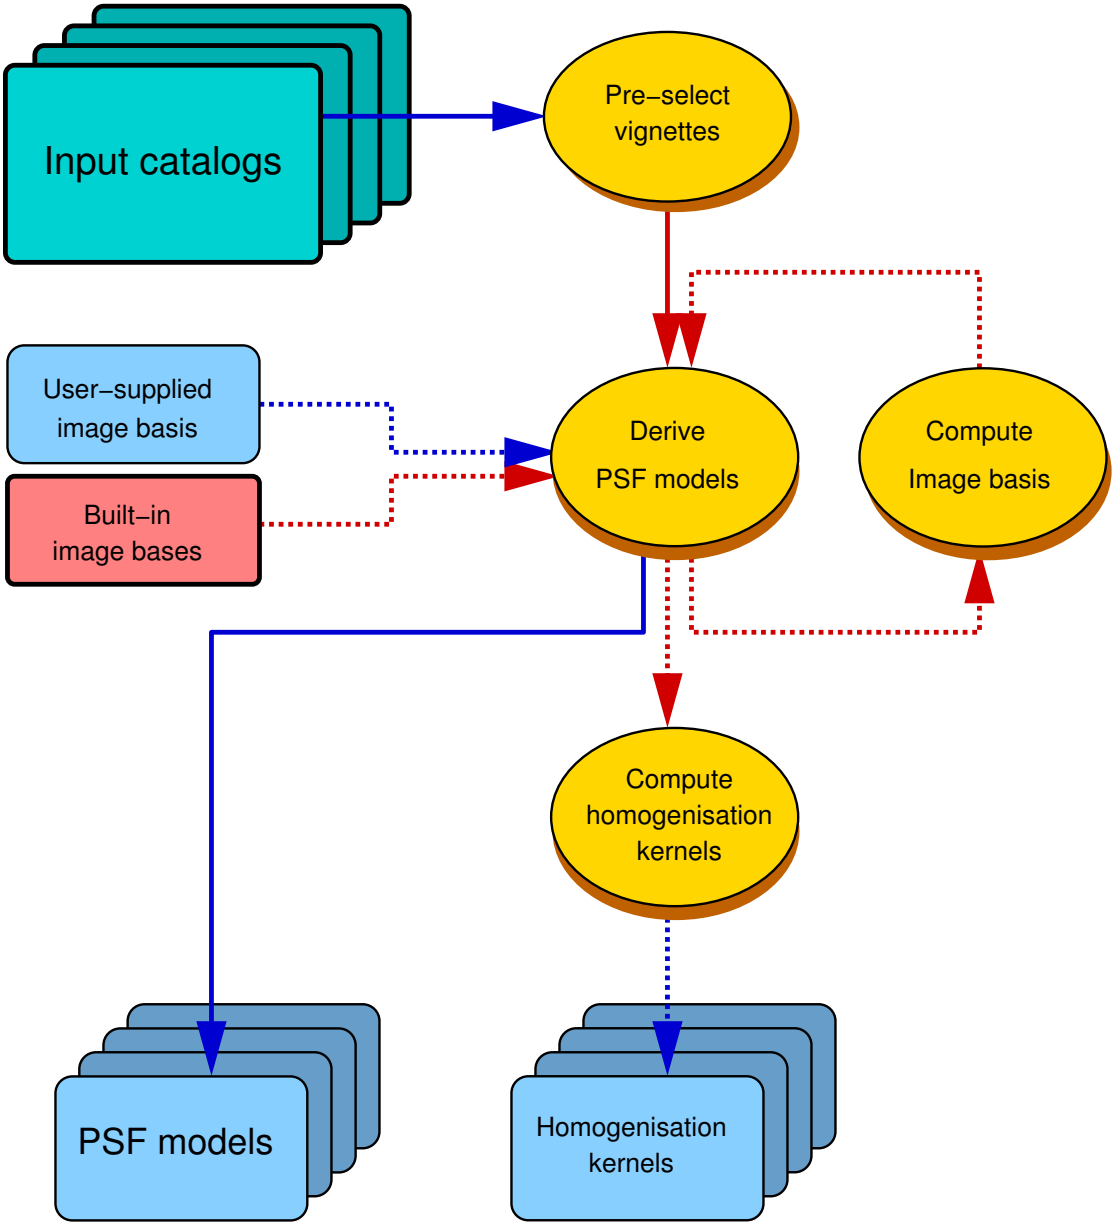 Pre−select
vignettes
Input catalogs
User−supplied
image basis
Derive
PSF models
Compute
Image basis
Built−in
image bases
Compute
homogenisation
kernels
PSF models
Homogenisation
kernels